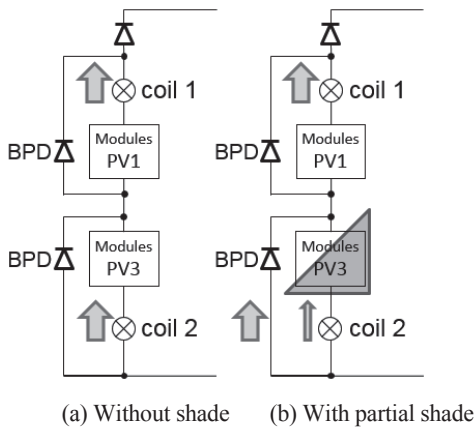 coil 1
coil 1
Modules
PV1
Modules
PV1
BPD
BPD
Modules
PV3
Modules
PV3
BPD
BPD
coil 2
coil 2
(a) Without shade
(b) With partial shade